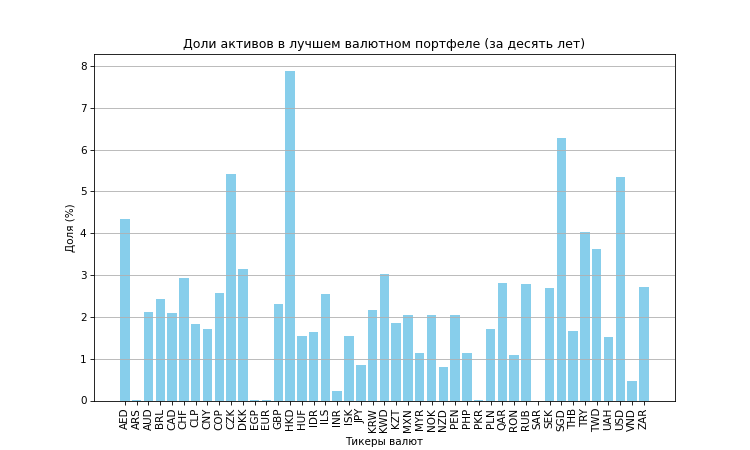 Доли активов в лучшем валютном портфеле (за десять лет)
Доля (%)
8
7
6
5
4
3
2
1
0
AED ARS AUD BRL CAD CHF CLP CNY COP CZK DKK EGP EUR GBP HKD HUF IDR ILS INR ISK JPY KRW KWD KZT MXN MYR NOK NZD PEN PHP PKR PLN QAR RON RUB SAR SEK SGD THB TRY TWD UAH USD VND ZAR
Тикеры валют